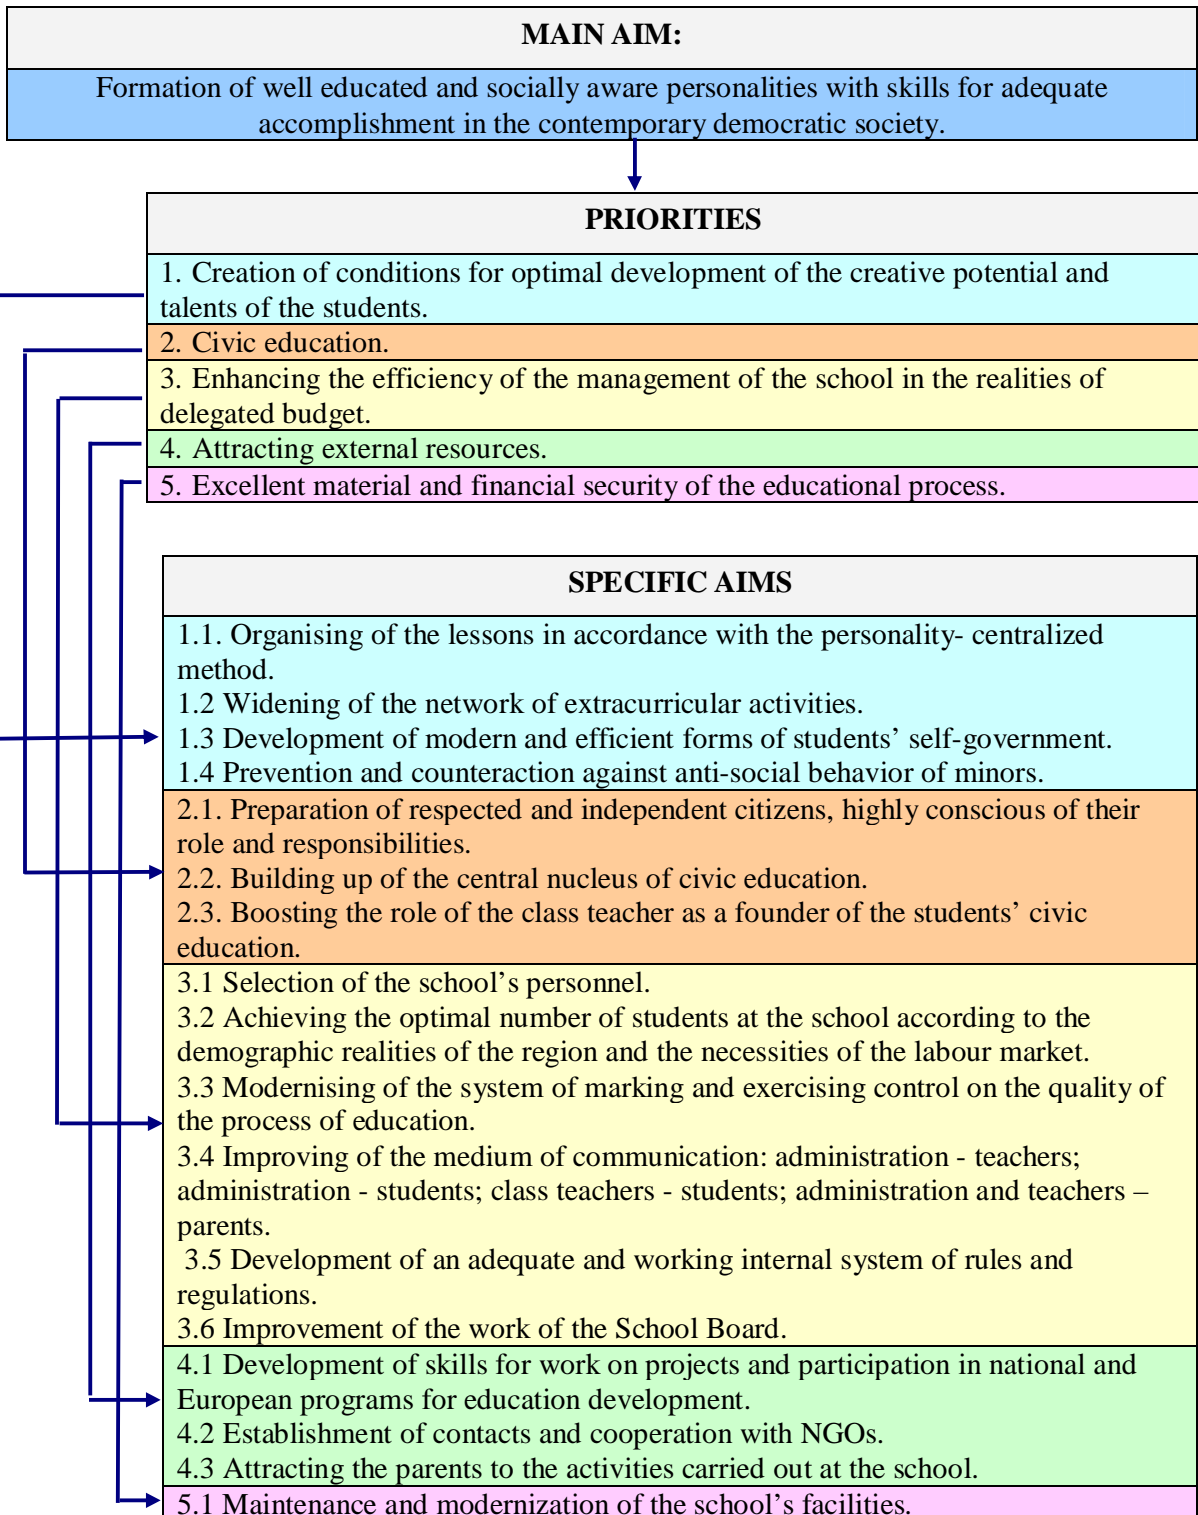 MAIN AIM:
Formation of well educated and socially aware personalities with skills for adequate
accomplishment in the contemporary democratic society.
PRIORITIES
1. Creation of conditions for optimal development of the creative potential and
talents of the students.
2. Civic education.
3. Enhancing the efficiency of the management of the school in the realities of
delegated budget.
4. Attracting external resources.
5. Excellent material and financial security of the educational process.
SPECIFIC AIMS
1.1. Organising of the lessons in accordance with the personality- centralized
method.
1.2 Widening of the network of extracurricular activities.
1.3 Development of modern and efficient forms of students’ self-government.
1.4 Prevention and counteraction against anti-social behavior of minors.
2.1. Preparation of respected and independent citizens, highly conscious of their
role and responsibilities.
2.2. Building up of the central nucleus of civic education.
2.3. Boosting the role of the class teacher as a founder of the students’ civic
education.
3.1 Selection of the school’s personnel.
3.2 Achieving the optimal number of students at the school according to the
demographic realities of the region and the necessities of the labour market.
3.3 Modernising of the system of marking and exercising control on the quality of
the process of education.
3.4 Improving of the medium of communication: administration - teachers;
administration - students; class teachers - students; administration and teachers –
parents.
3.5 Development of an adequate and working internal system of rules and
regulations.
3.6 Improvement of the work of the School Board.
4.1 Development of skills for work on projects and participation in national and
European programs for education development.
4.2 Establishment of contacts and cooperation with NGOs.
4.3 Attracting the parents to the activities carried out at the school.
5.1 Maintenance and modernization of the school’s facilities.